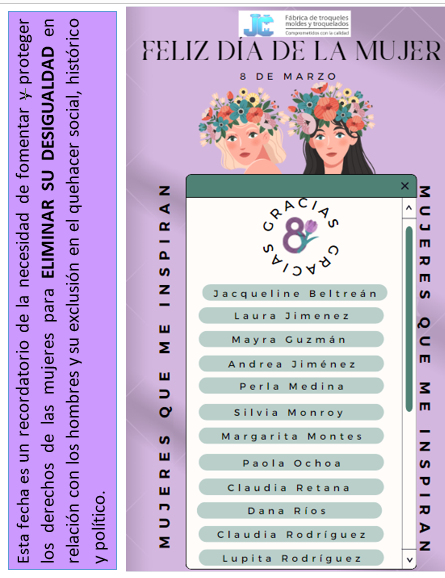 Esta fecha es un recordatorio de la necesidad de fomentar y proteger
los derechos de las mujeres para ELIMINAR SU DESIGUALDAD en
relación con los hombres y su exclusión en el quehacer social, histórico
y político.
JC
Fábrica de troqueles
moldes y troquelados
Comprometidos con la calidad
FELIZ DÍA DE LA MUJER
8 DE MARZO
MUJERES QUE ME INSPIRAN
GRACIAS
8
GRACIAS
Jacqueline Beltreán
Laura Jimenez
Mayra Guzmán
Andrea Jiménez
Perla Medina
Silvia Monroy
Margarita Montes
Paola Ochoa
Claudia Retana
Dana Ríos
Claudia Rodríguez
Lupita Rodríguez
MUJERES QUE ME INSPIRAN